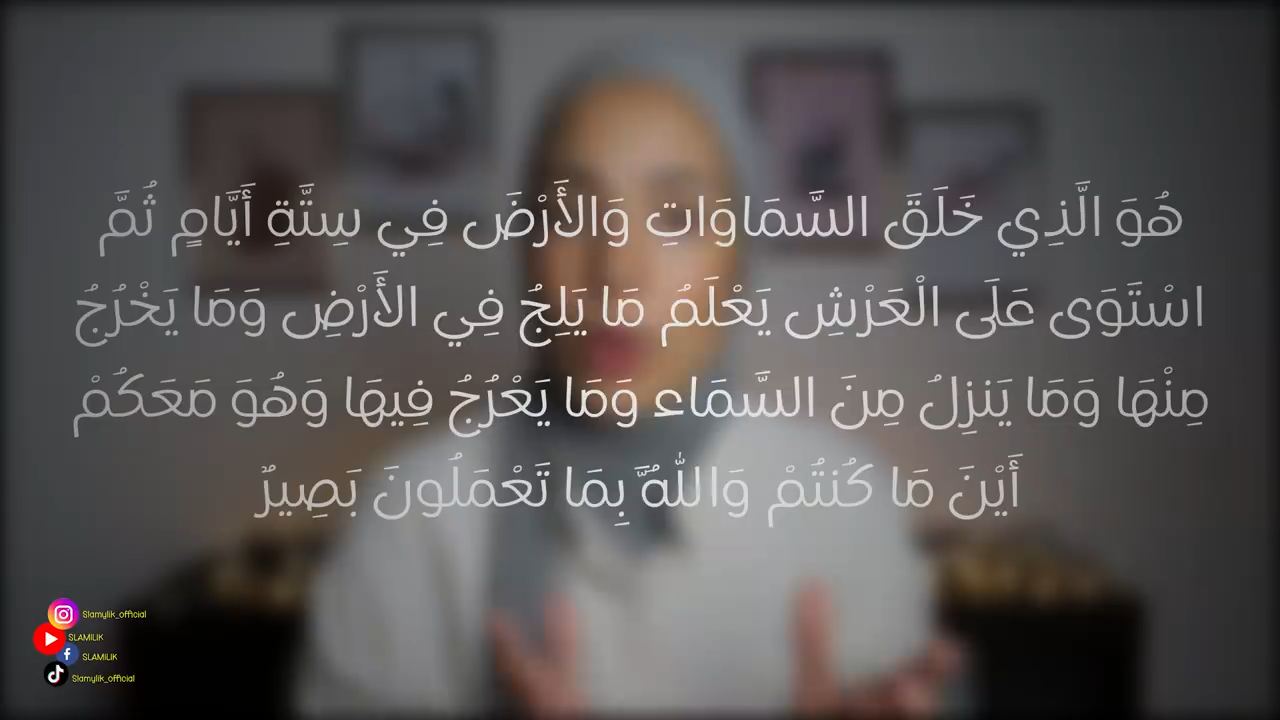 هُوَ الَّذِي خَلَقَ السَّمَاوَاتِ وَالأَرْضَ فِي سِتَّةِ أَيَّامٍ ثُمَّ
اسْتَوَى عَلَى الْعَرْشِ يَعْلَمُ مَا يَلِجُ فِي الأَرْضِ وَمَا يَخْرُجُ
مِنْهَا وَمَا يَنزِلُ مِنَ السَّمَاء وَمَا يَعْرُجُ فِيهَا وَهُوَ مَعَكُمْ
أَيْنَ مَا كُنتُمْ وَاللَّهُ بِمَا تَعْمَلُونَ بَصِيرٌ
Slamylik_official
SLAMILIK
SLAMILIK
Slamylik_official